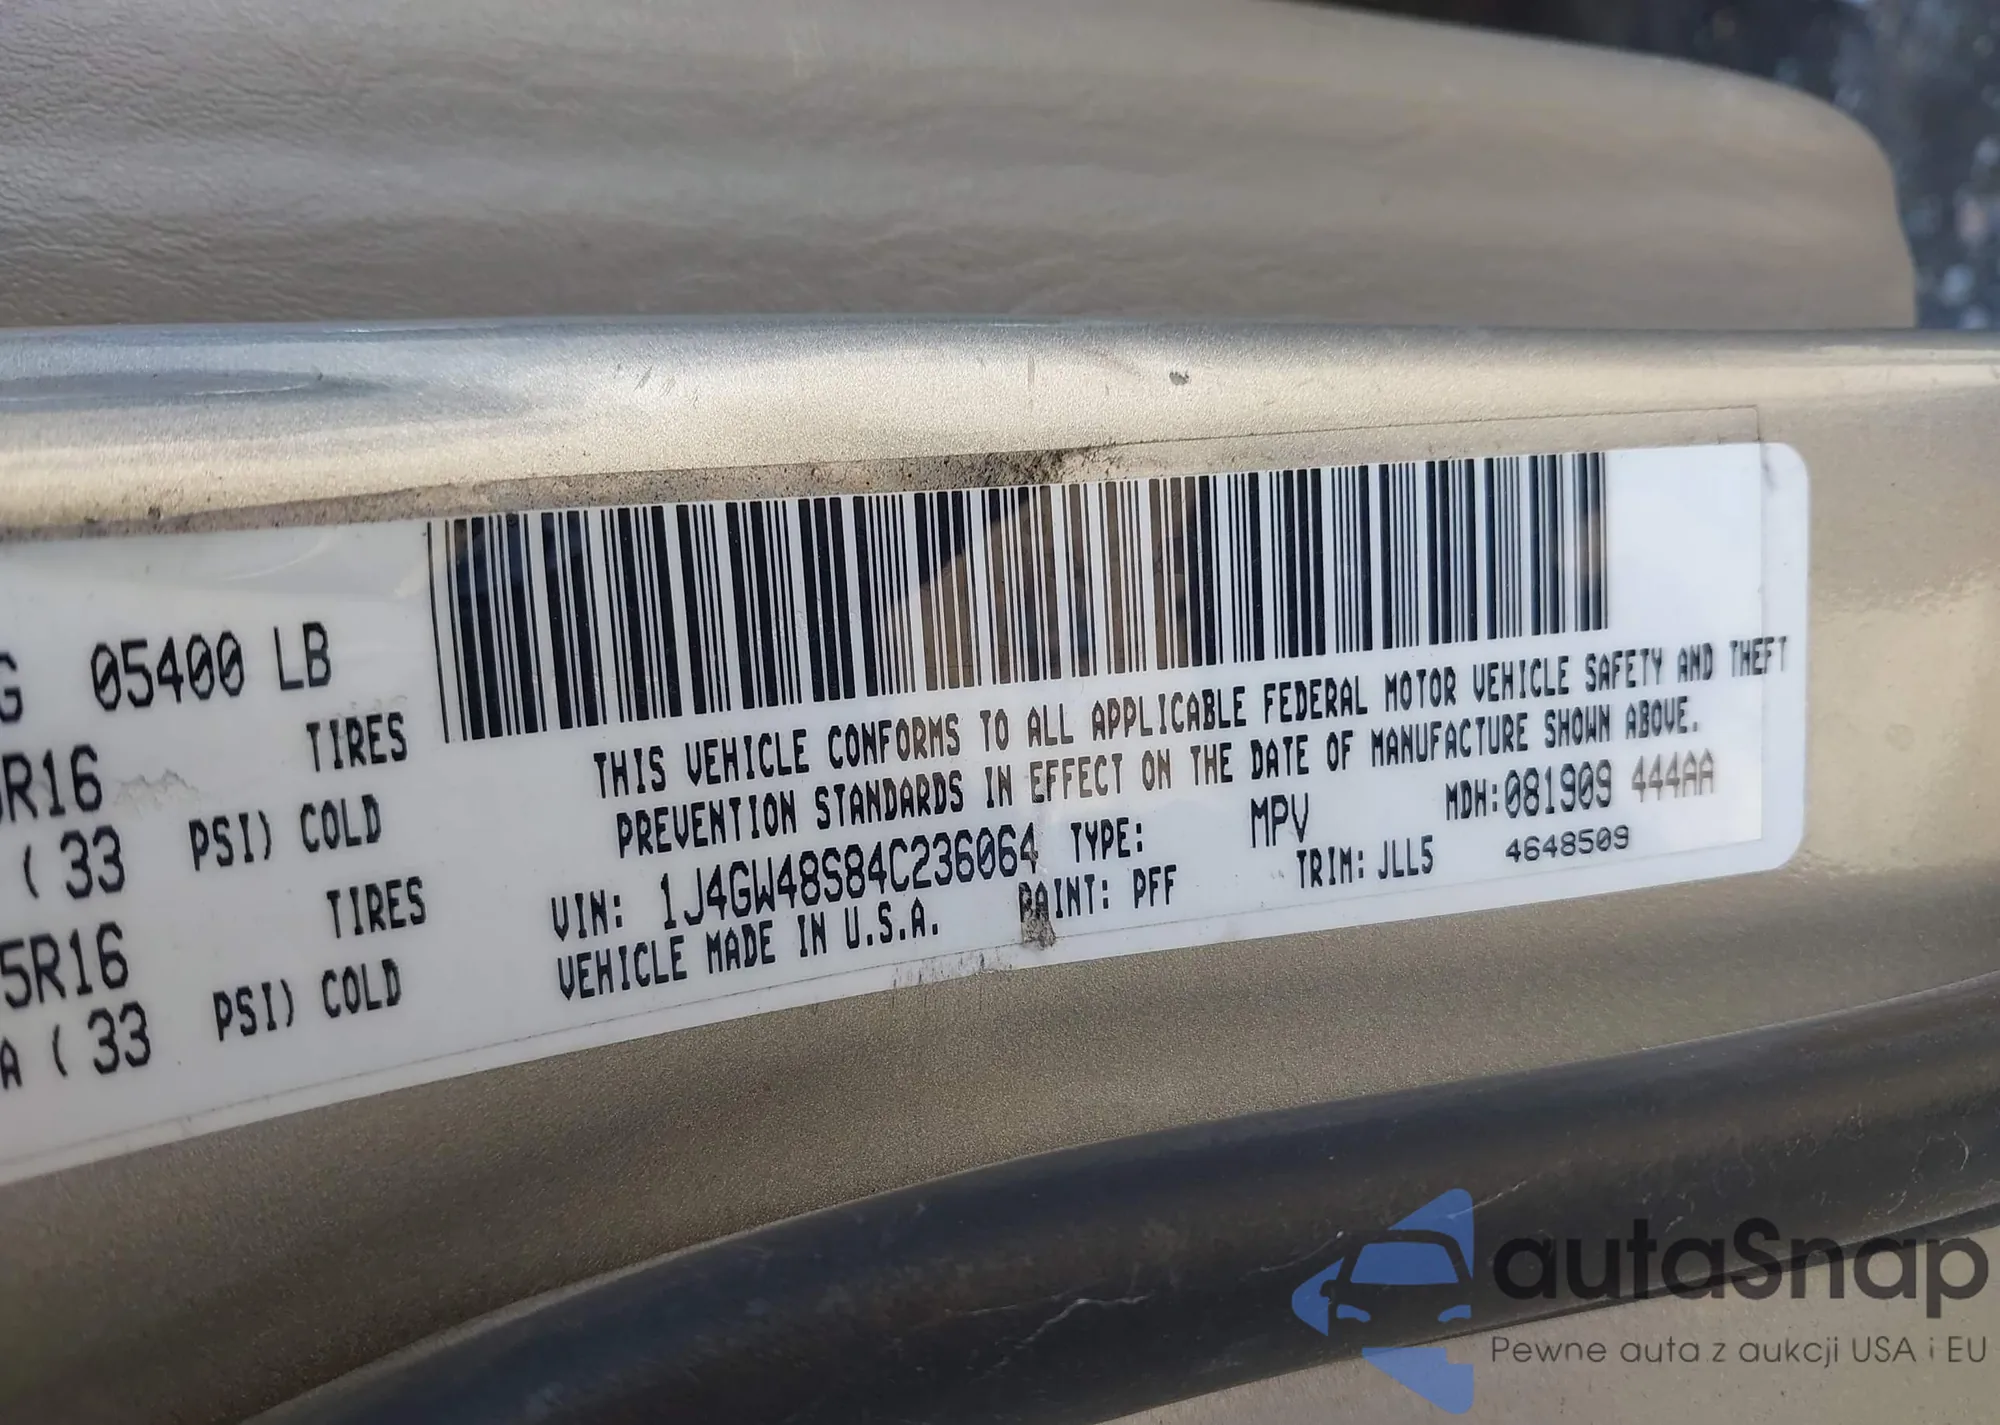 G 05400 LB
TIRES
5R16
( 33 PSI) COLD
TIRES
5R16
A ( 33 PSI) COLD
THIS VEHICLE CONFORMS TO ALL APPLICABLE FEDERAL MOTOR VEHICLE SAFETY AND THEFT
PREVENTION STANDARDS IN EFFECT ON THE DATE OF MANUFACTURE SHOWN ABOVE.
VIN: 1J4GW48S84C236064 TYPE: MPV MDH:081909 444AA
VEHICLE MADE IN U.S.A. PAINT: PFF TRIM: JLL5 4648509
autaSnap
Pewne auta z aukcji USA i EU